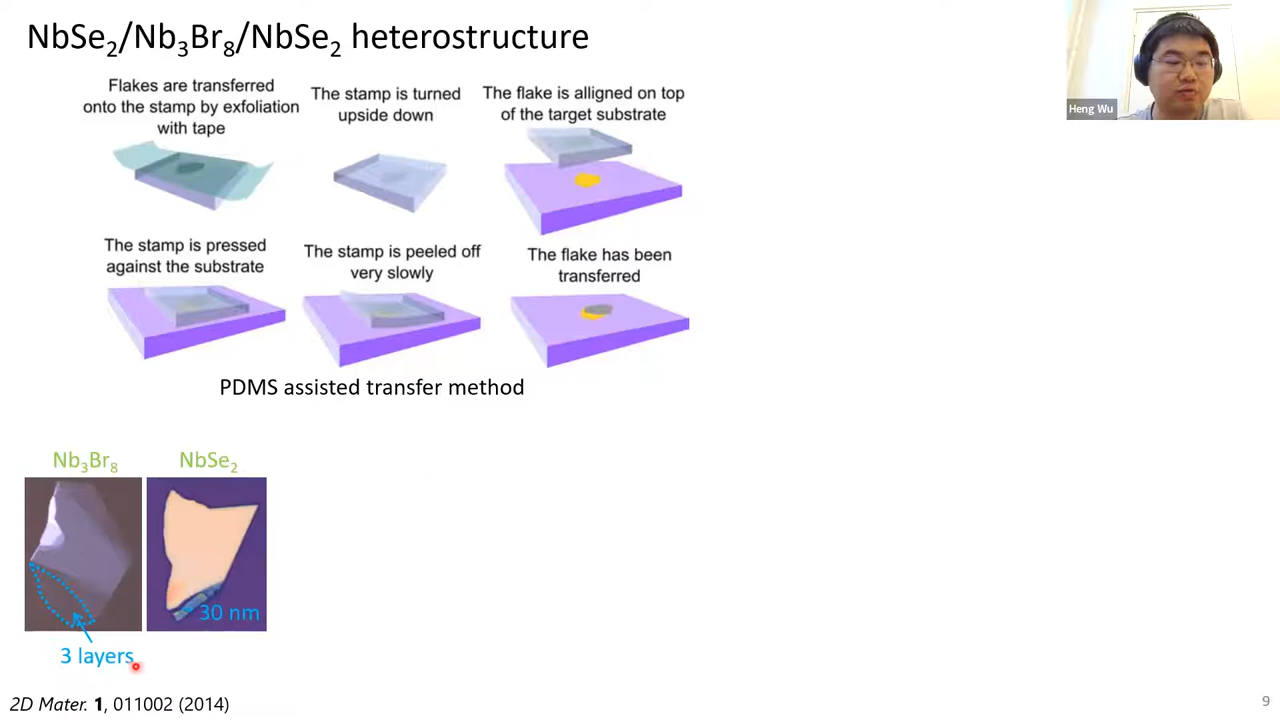 NbSe₂/Nb₃Br₈/NbSe₂ heterostructure
Heng Wu
Flakes are transferred
onto the stamp by exfoliation
with tape
The stamp is turned
upside down
The flake is alligned on top
of the target substrate
The stamp is pressed
against the substrate
The stamp is peeled off
very slowly
The flake has been
transferred
PDMS assisted transfer method
Nb₃Br₈
NbSe₂
30 nm
3 layers
2D Mater. 1, 011002 (2014)
9